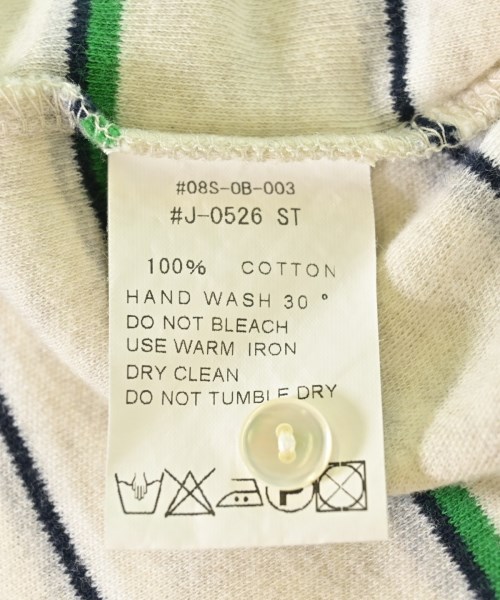 #08S-0B-003
#J-0526 ST
100% COTTON
HAND WASH 30 °
DO NOT BLEACH
USE WARM IRON
DRY CLEAN
DO NOT TUMBLE DRY
P